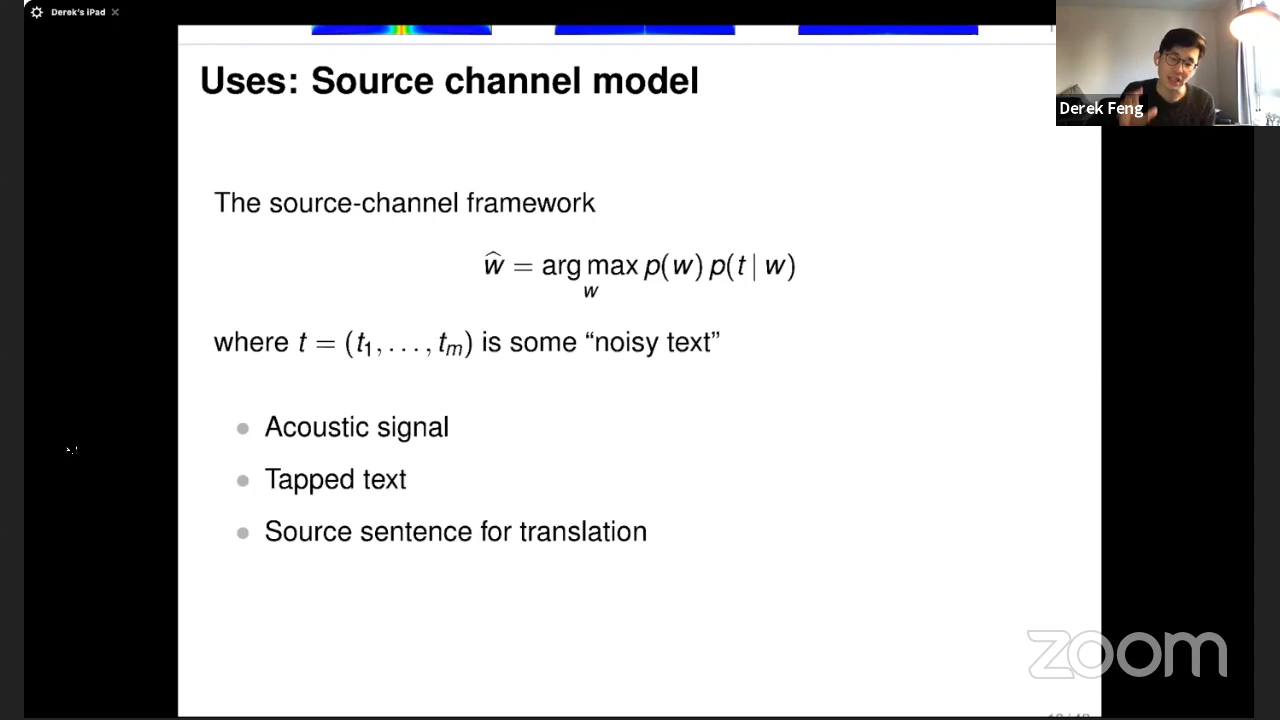 Derek's iPad
Uses: Source channel model
Derek Feng
The source-channel framework
ŵ = arg max p(w) p(t | w)
w
where t = (t₁, . . . , tₘ) is some “noisy text”
Acoustic signal
Tapped text
Source sentence for translation
zoom